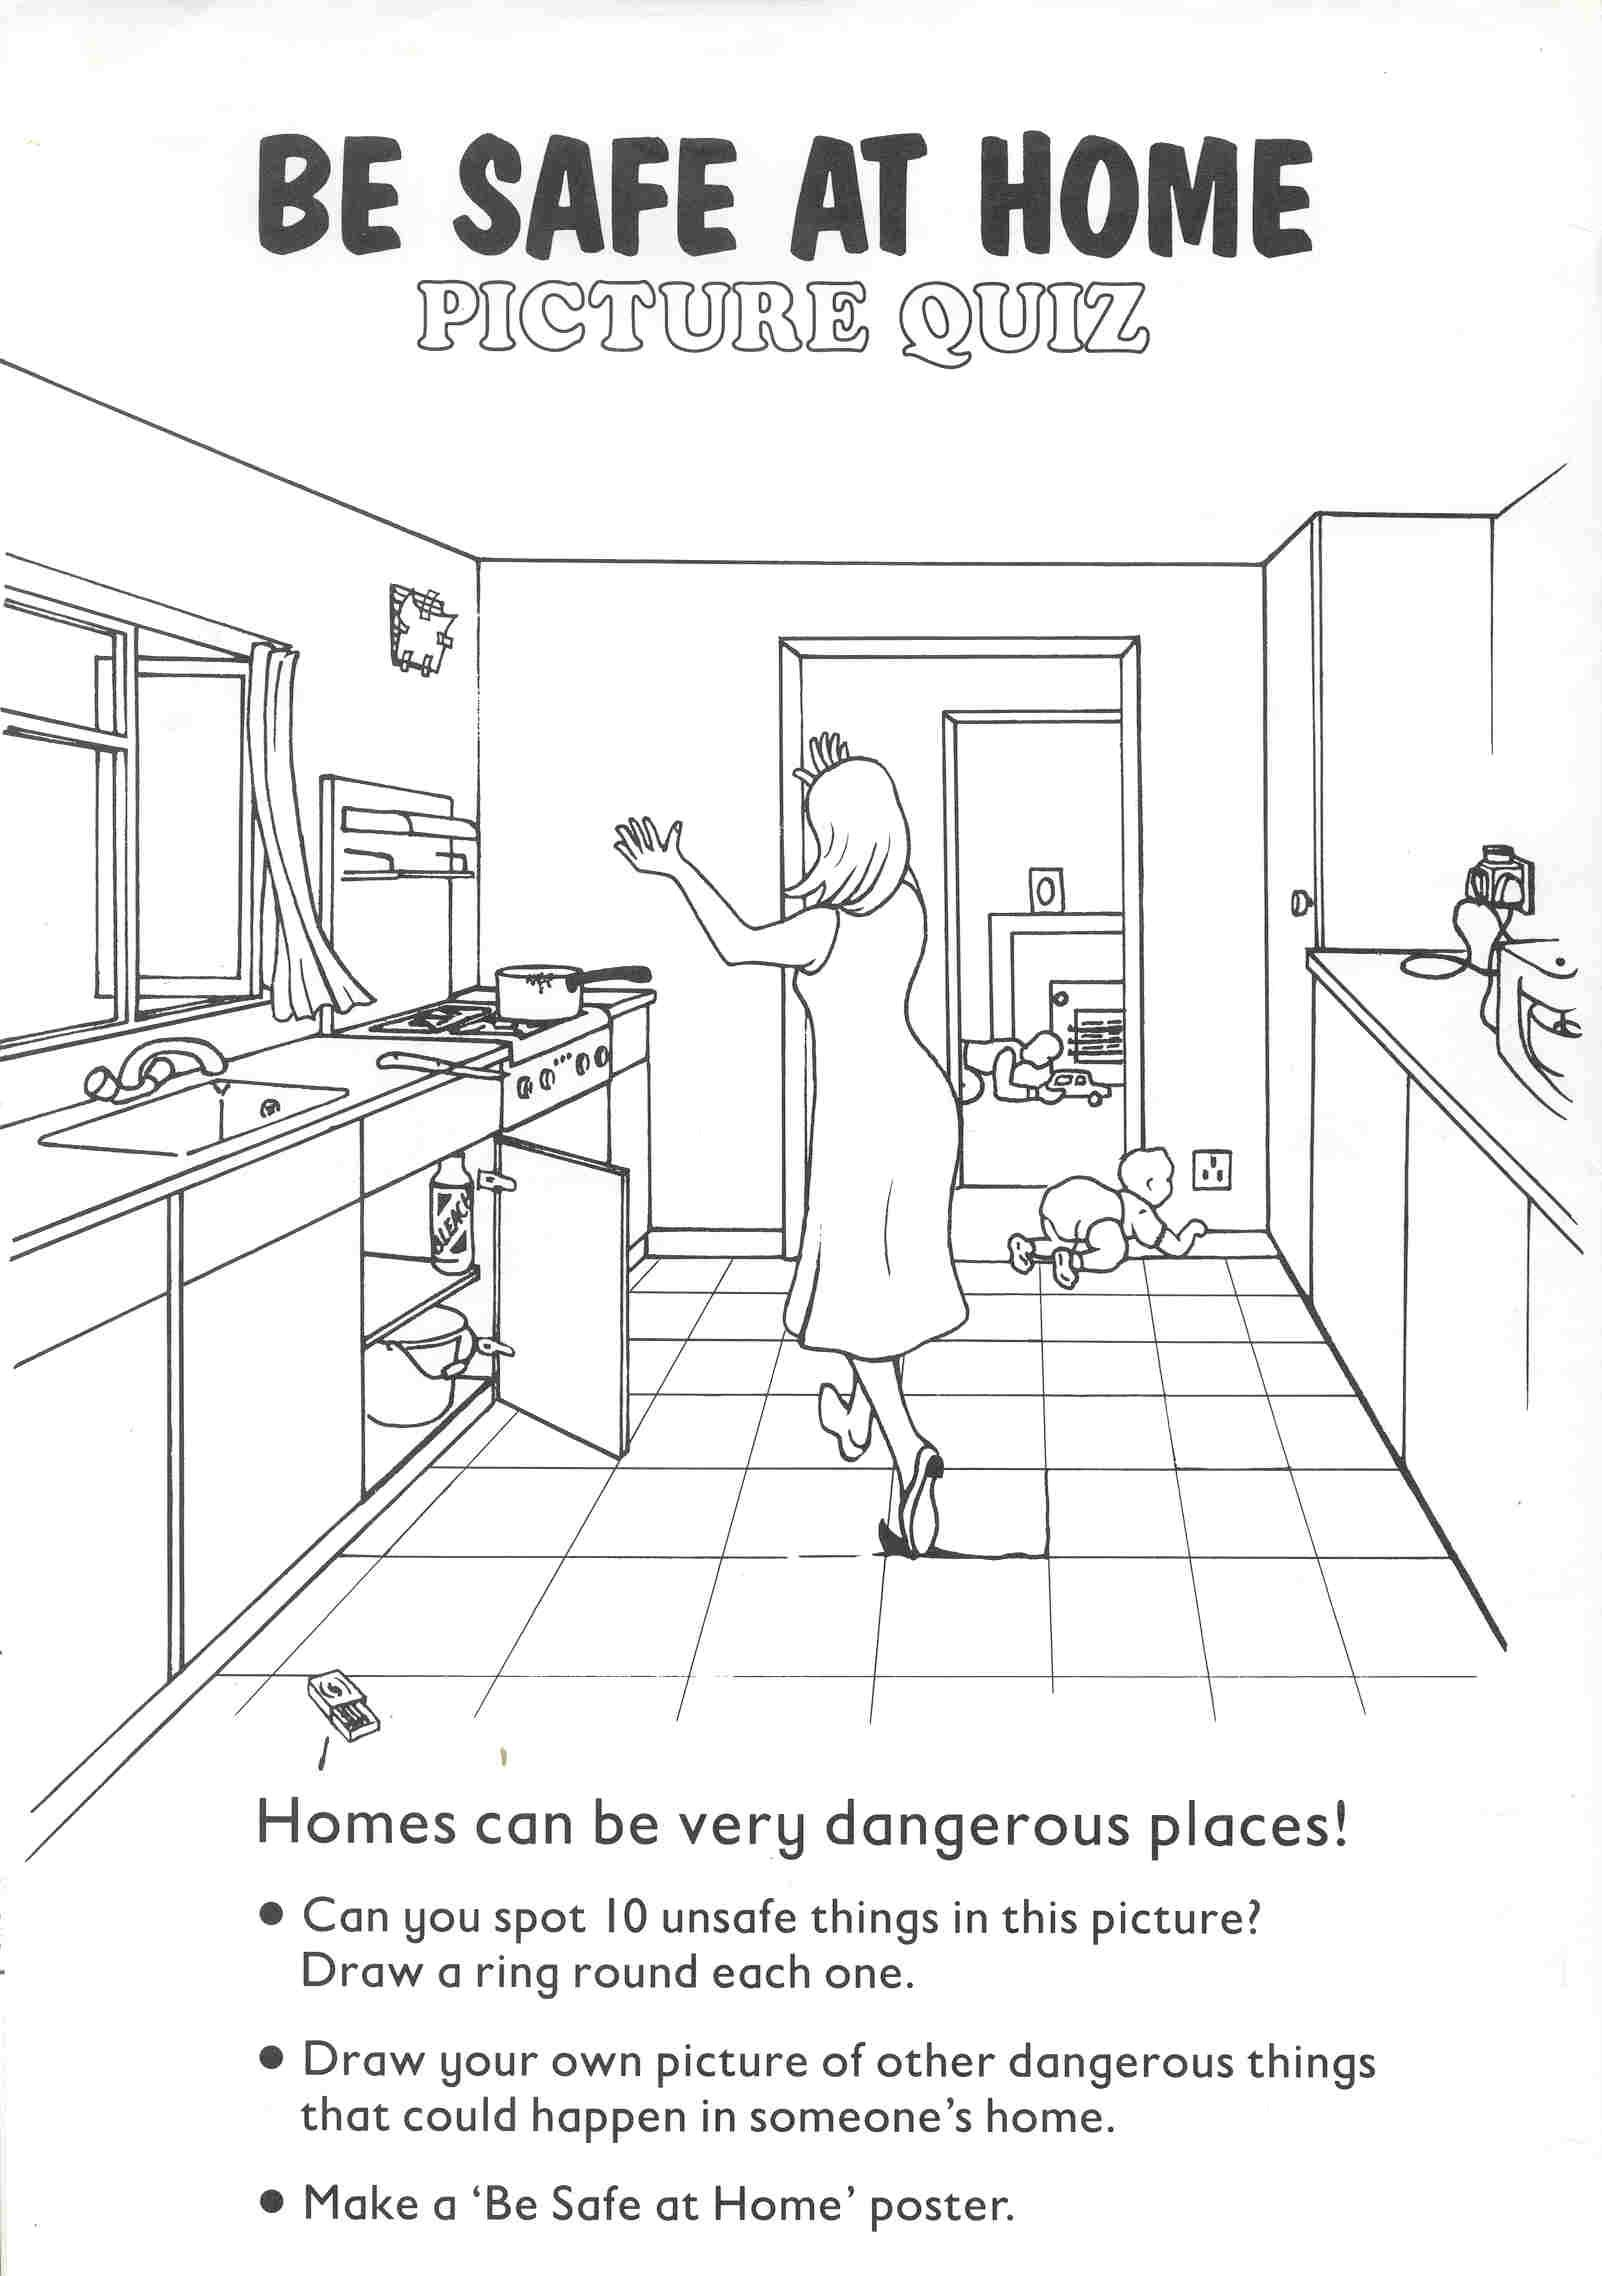 BE SAFE AT HOME
PICTURE QUIZ
BLEACH
Homes can be very dangerous places!
• Can you spot 10 unsafe things in this picture?
Draw a ring round each one.
• Draw your own picture of other dangerous things
that could happen in someone's home.
• Make a ‘Be Safe at Home’ poster.